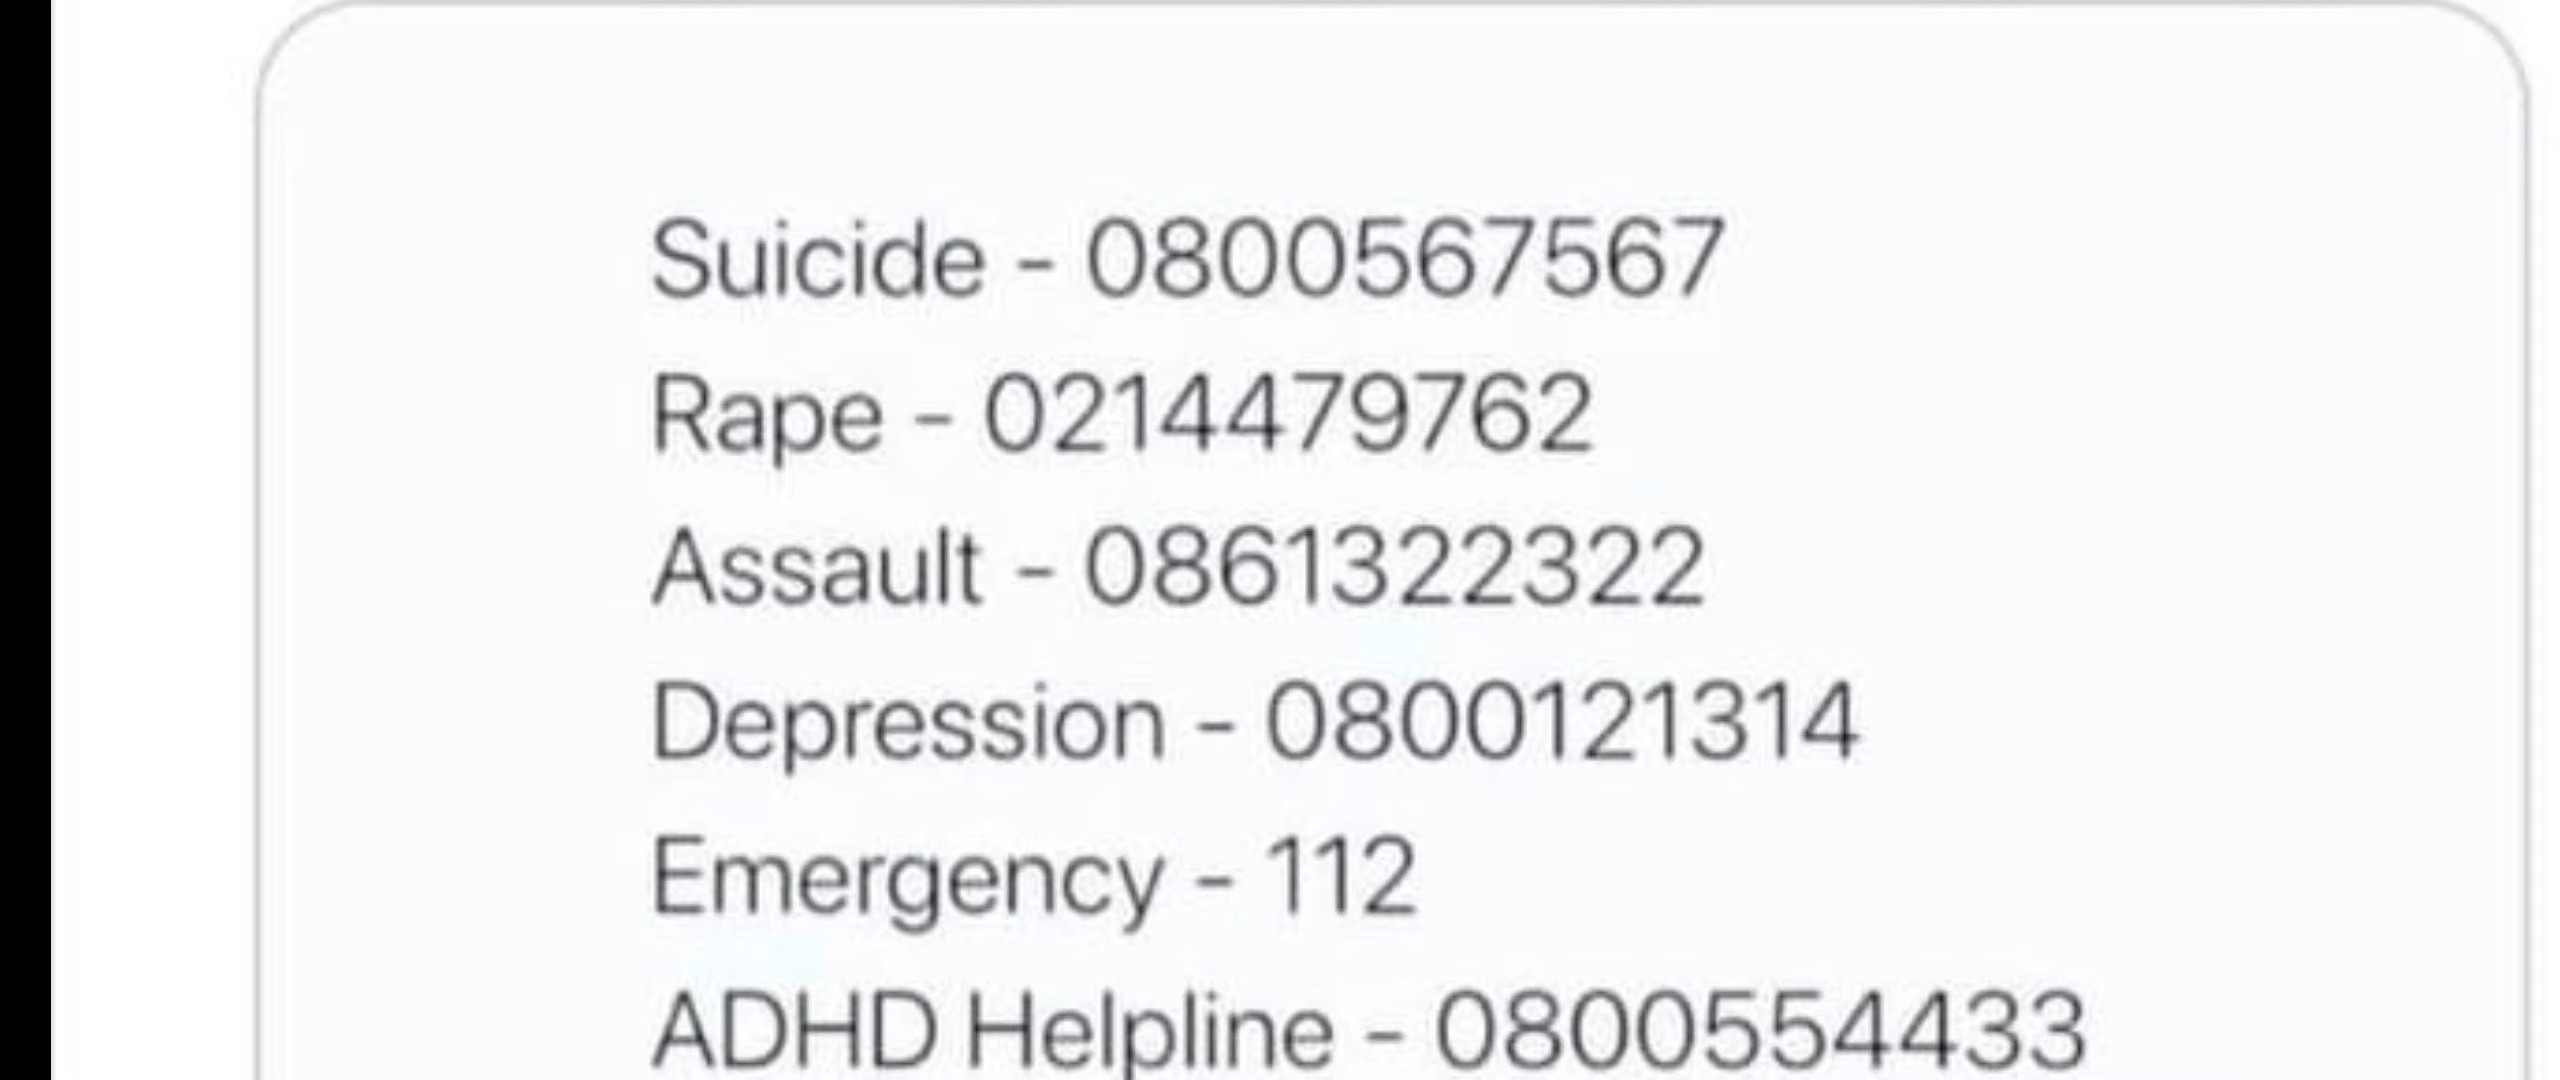 Suicide - 0800567567
Rape - 0214479762
Assault - 0861322322
Depression - 0800121314
Emergency - 112
ADHD Helpline - 0800554433